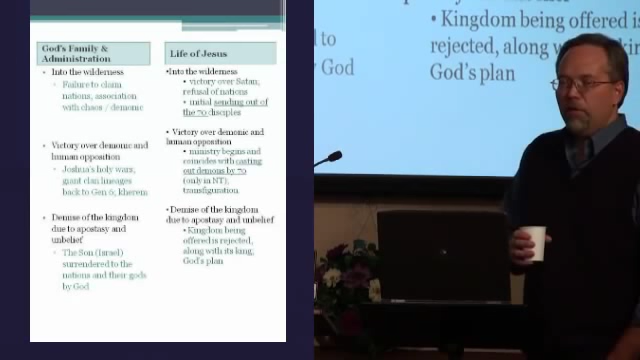 God's Family &
Administration
Into the wilderness
Failure to claim
nations, association
with chaos / demonic
Victory over demonic and
human opposition
Joshua's holy wars,
giant clan lineages
back to Gen 6, kherem
Demise of the kingdom
due to apostasy and
unbelief
The Son (Israel)
surrendered to the
nations and their gods
by God
Life of Jesus
Into the wilderness
victory over Satan,
refusal of nations
initial sending out of
the 70 disciples
Victory over demonic and
human opposition
ministry begins and
coincides with casting
out demons by 70
(only in NT),
transfiguration
Demise of the kingdom
due to apostasy and unbelief
Kingdom being
offered is rejected,
along with its king,
God's plan
d to
y God
• Kingdom being offered is
rejected, along with
God's plan